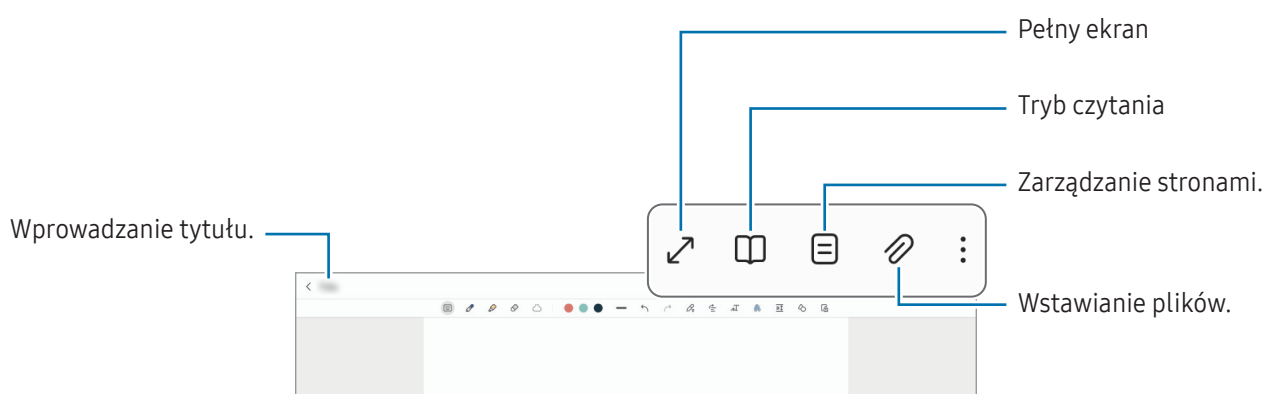 Pełny ekran
Tryb czytania
Zarządzanie stronami.
Wprowadzanie tytułu.
Wstawianie plików.